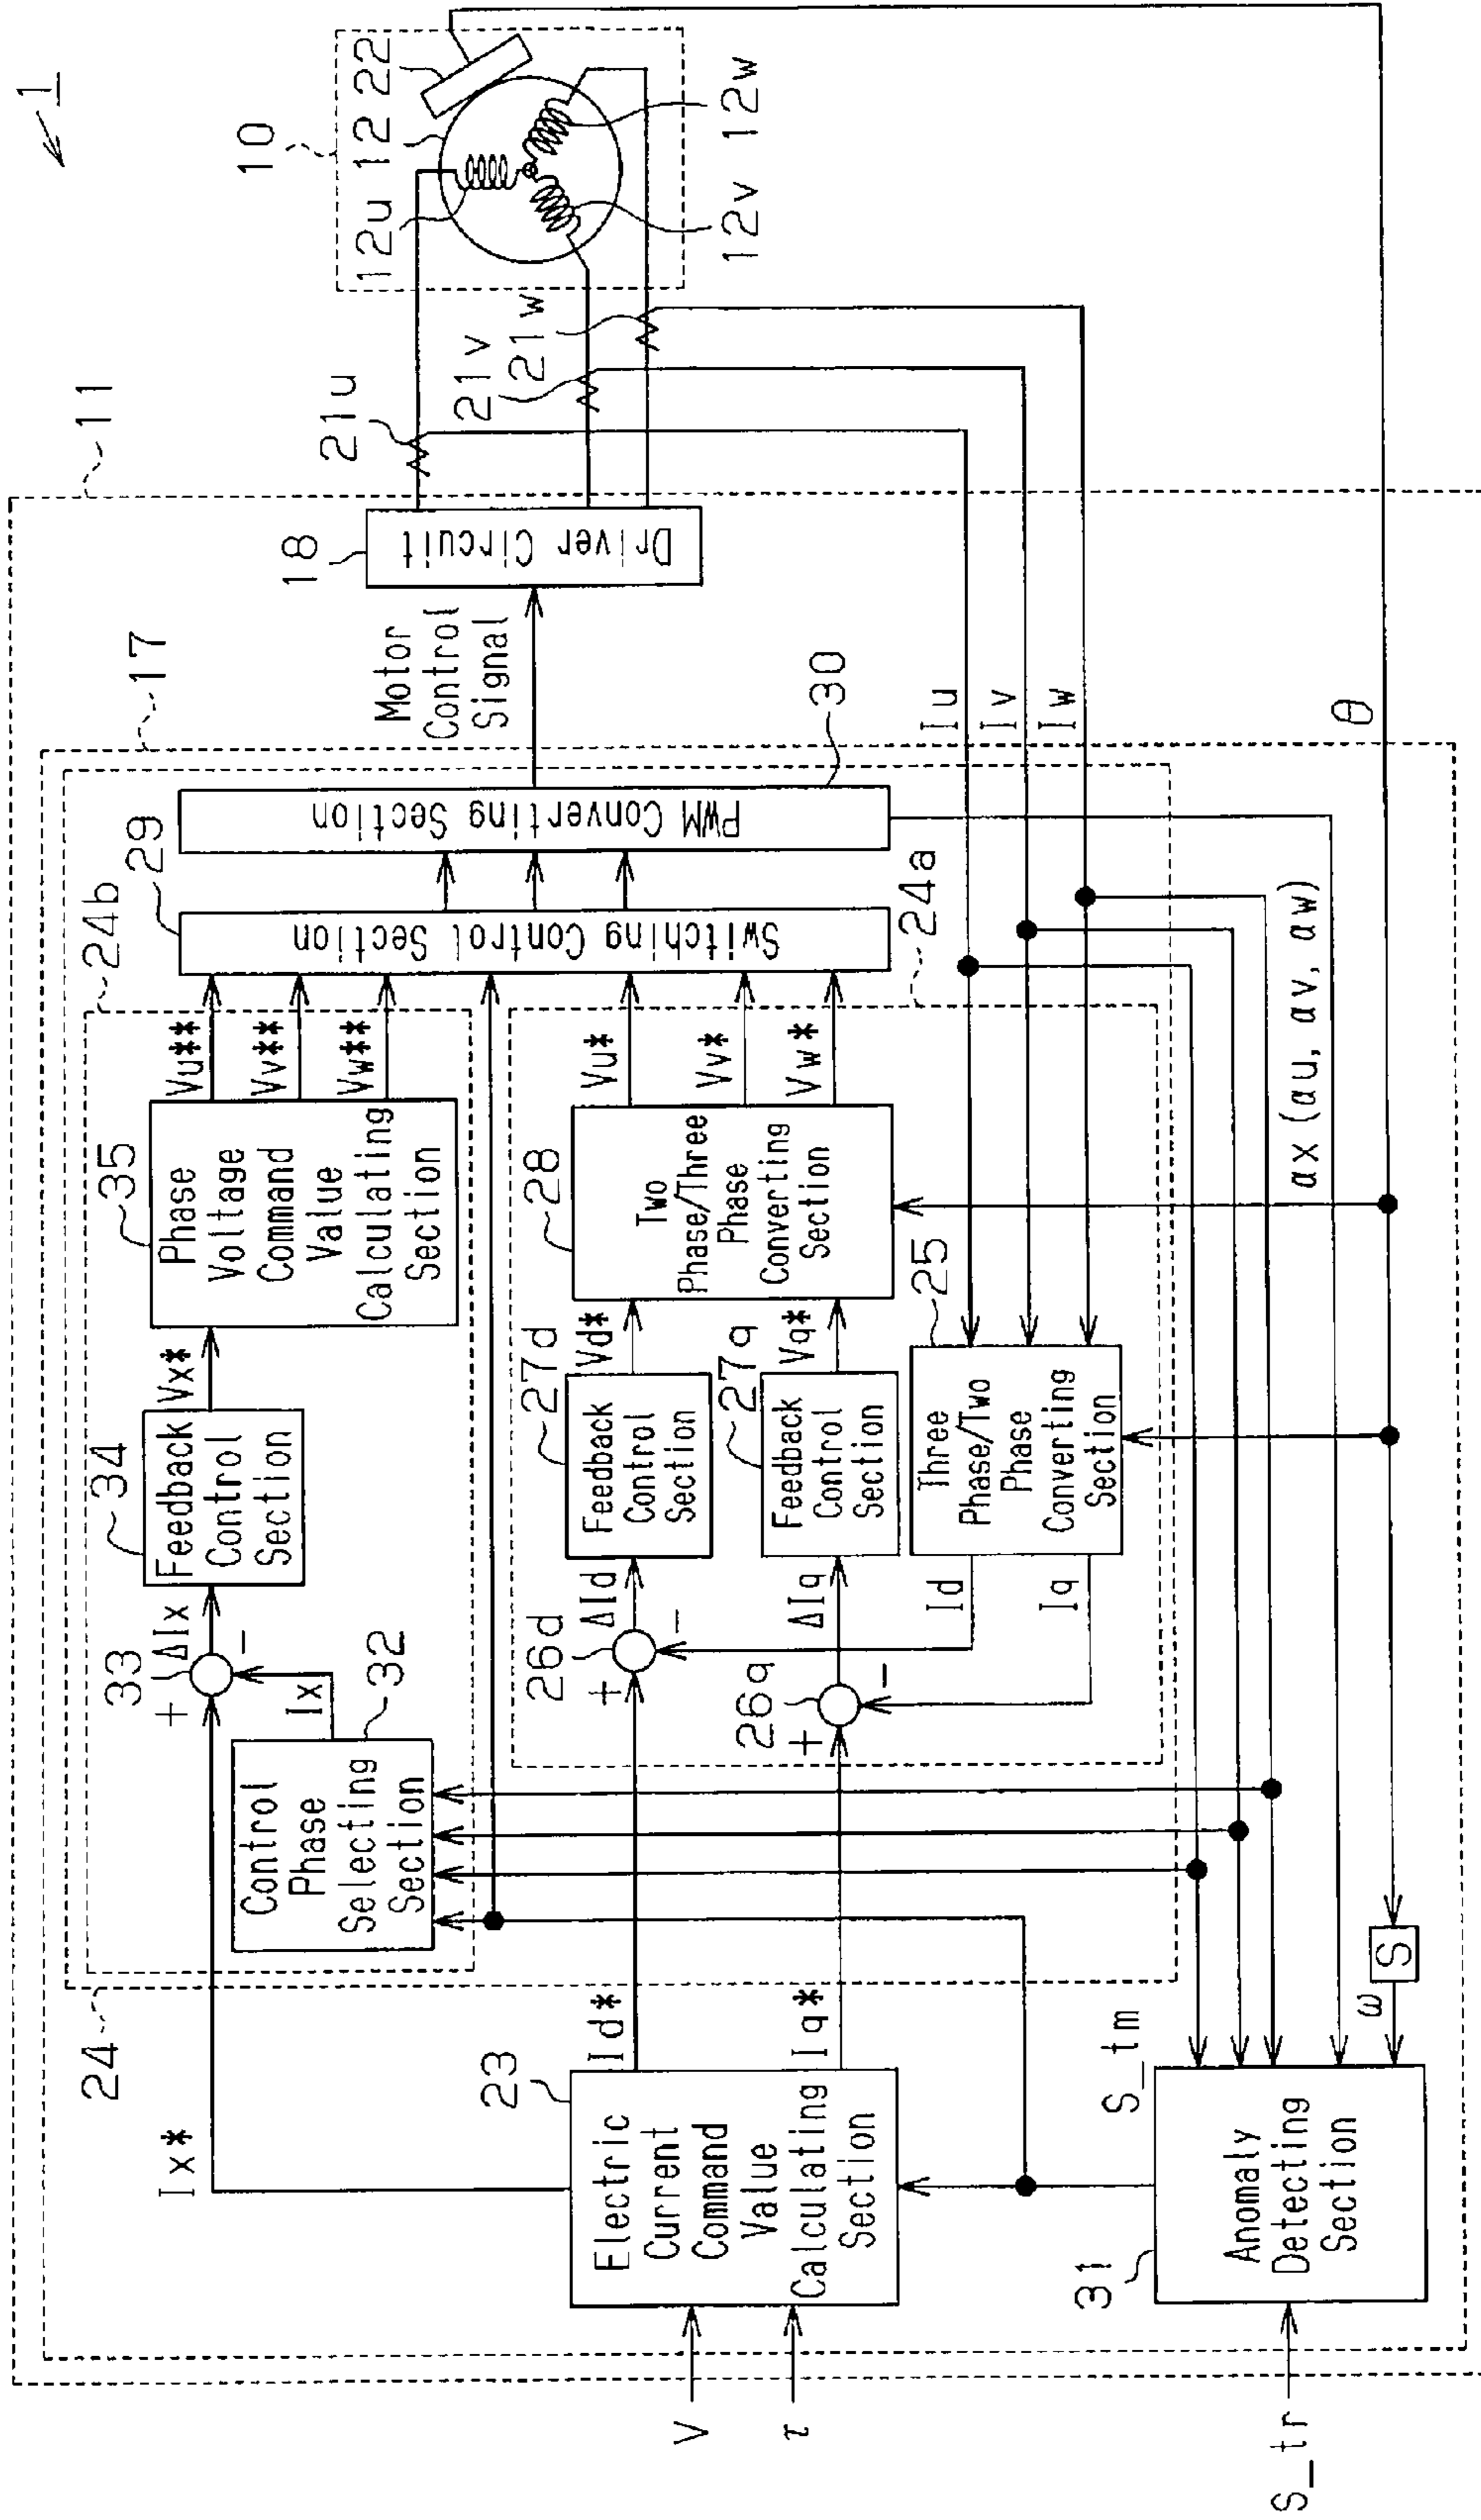 1
11
17
24
24b
24a
10
12u
12
22
12w
12v
21u
21v
21w
18
Driver Circuit
Motor
Control
Signal
30
PWM Converting Section
29
Switching Control Section
Vu**
Vv**
Vw**
35
Phase
Voltage
Command
Value
Calculating
Section
Vx*
34
Feedback
Control
Section
ΔIx
33
+
−
Ix
32
Control
Phase
Selecting
Section
Ix*
Vu*
Vv*
Vw*
28
Two
Phase/Three
Phase
Converting
Section
Vd*
Vq*
27d
Feedback
Control
Section
27q
Feedback
Control
Section
25
Three
Phase/Two
Phase
Converting
Section
ΔId
26d
+
−
ΔIq
26q
+
−
Id
Iq
Id*
Iq*
23
Electric
Current
Command
Value
Calculating
Section
V
τ
Iu
Iv
Iw
θ
αx (αu, αv, αw)
S
ω
S_tm
31
Anomaly
Detecting
Section
S_tr